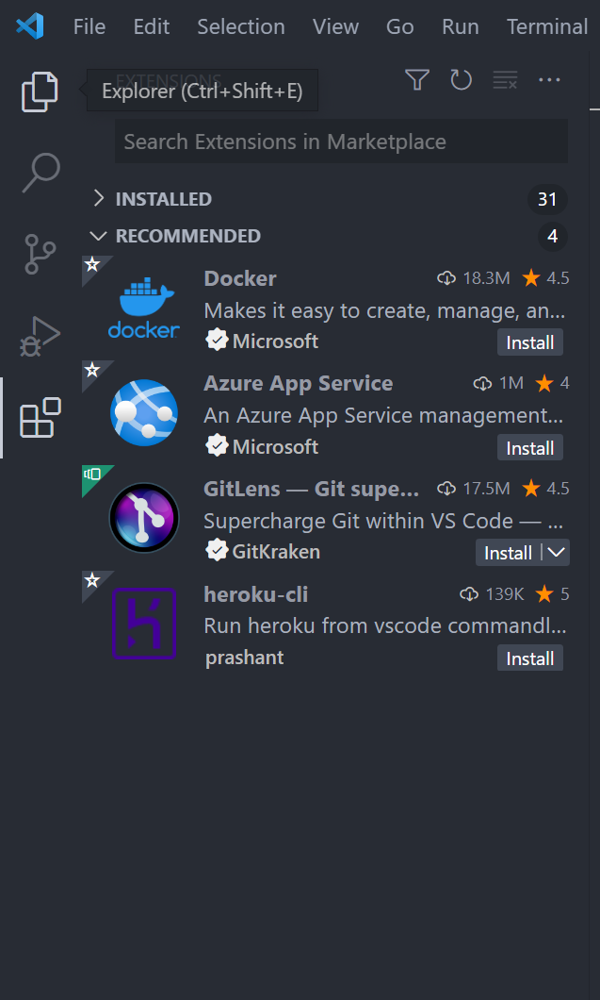 File Edit Selection View Go Run Terminal
EXTENSIONS
Explorer (Ctrl+Shift+E)
Search Extensions in Marketplace
INSTALLED 31
RECOMMENDED 4
Docker 18.3M 4.5
Makes it easy to create, manage, an...
docker
Microsoft Install
Azure App Service 1M 4
An Azure App Service management...
Microsoft Install
GitLens — Git supe... 17.5M 4.5
Supercharge Git within VS Code — ...
GitKraken Install
heroku-cli 139K 5
Run heroku from vscode commandl...
prashant Install